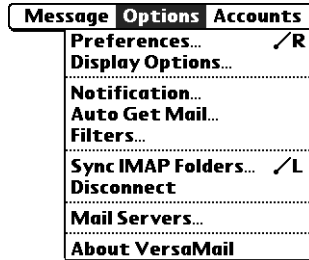 Message Options Accounts
Preferences... ⁄R
Display Options...
Notification...
Auto Get Mail...
Filters...
Sync IMAP Folders... ⁄L
Disconnect
Mail Servers...
About VersaMail